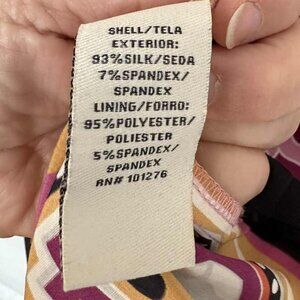 SHELL/TELA
EXTERIOR:
93%SILK/SEDA
7%SPANDEX/
SPANDEX
LINING/FORRO:
95%POLYESTER/
POLIESTER
5%SPANDEX/
SPANDEX
RN# 101276